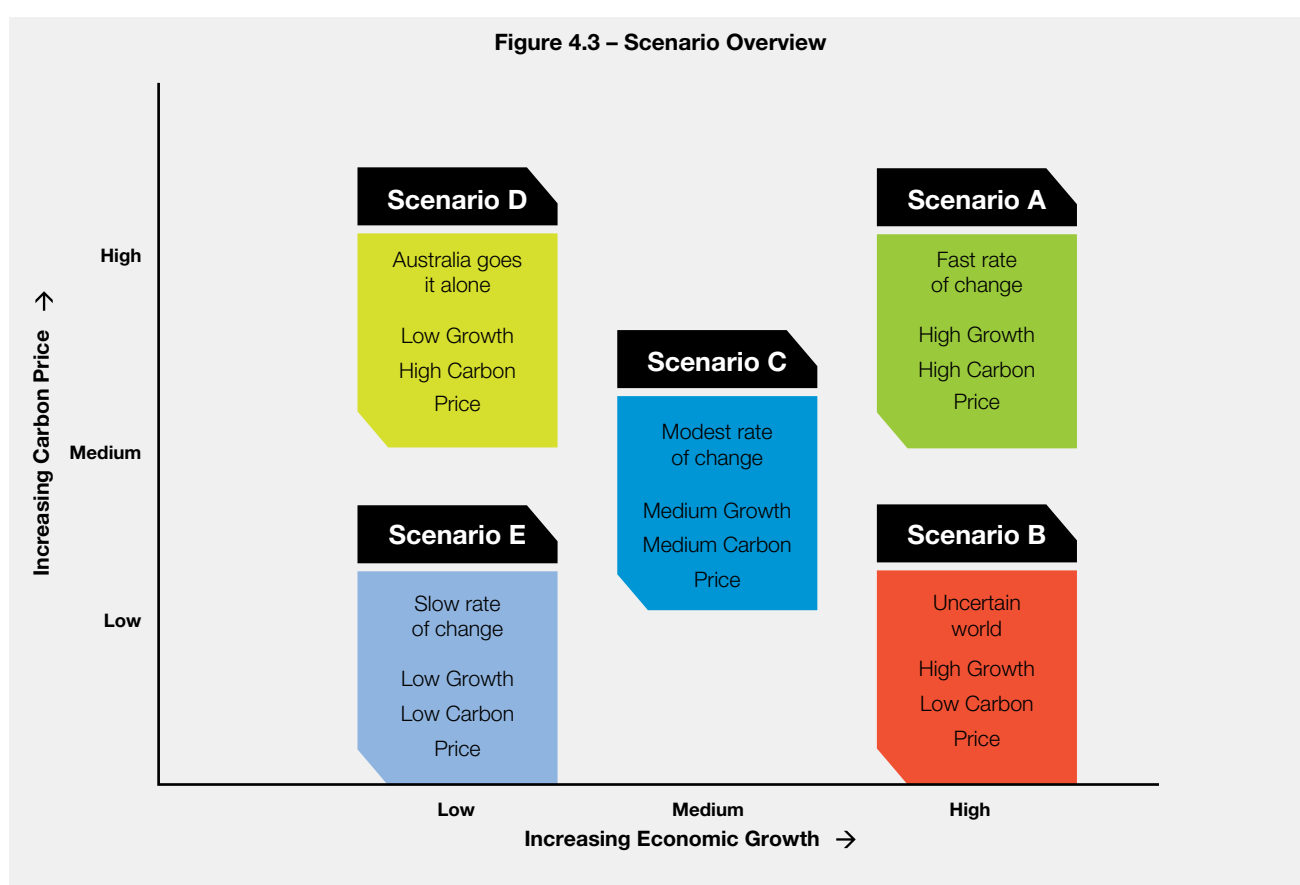 Figure 4.3 – Scenario Overview
Increasing Carbon Price →
High
Medium
Low
Scenario D
Australia goes
it alone
Low Growth
High Carbon
Price
Scenario A
Fast rate
of change
High Growth
High Carbon
Price
Scenario C
Modest rate
of change
Medium Growth
Medium Carbon
Price
Scenario E
Slow rate
of change
Low Growth
Low Carbon
Price
Scenario B
Uncertain
world
High Growth
Low Carbon
Price
Low
Medium
High
Increasing Economic Growth →